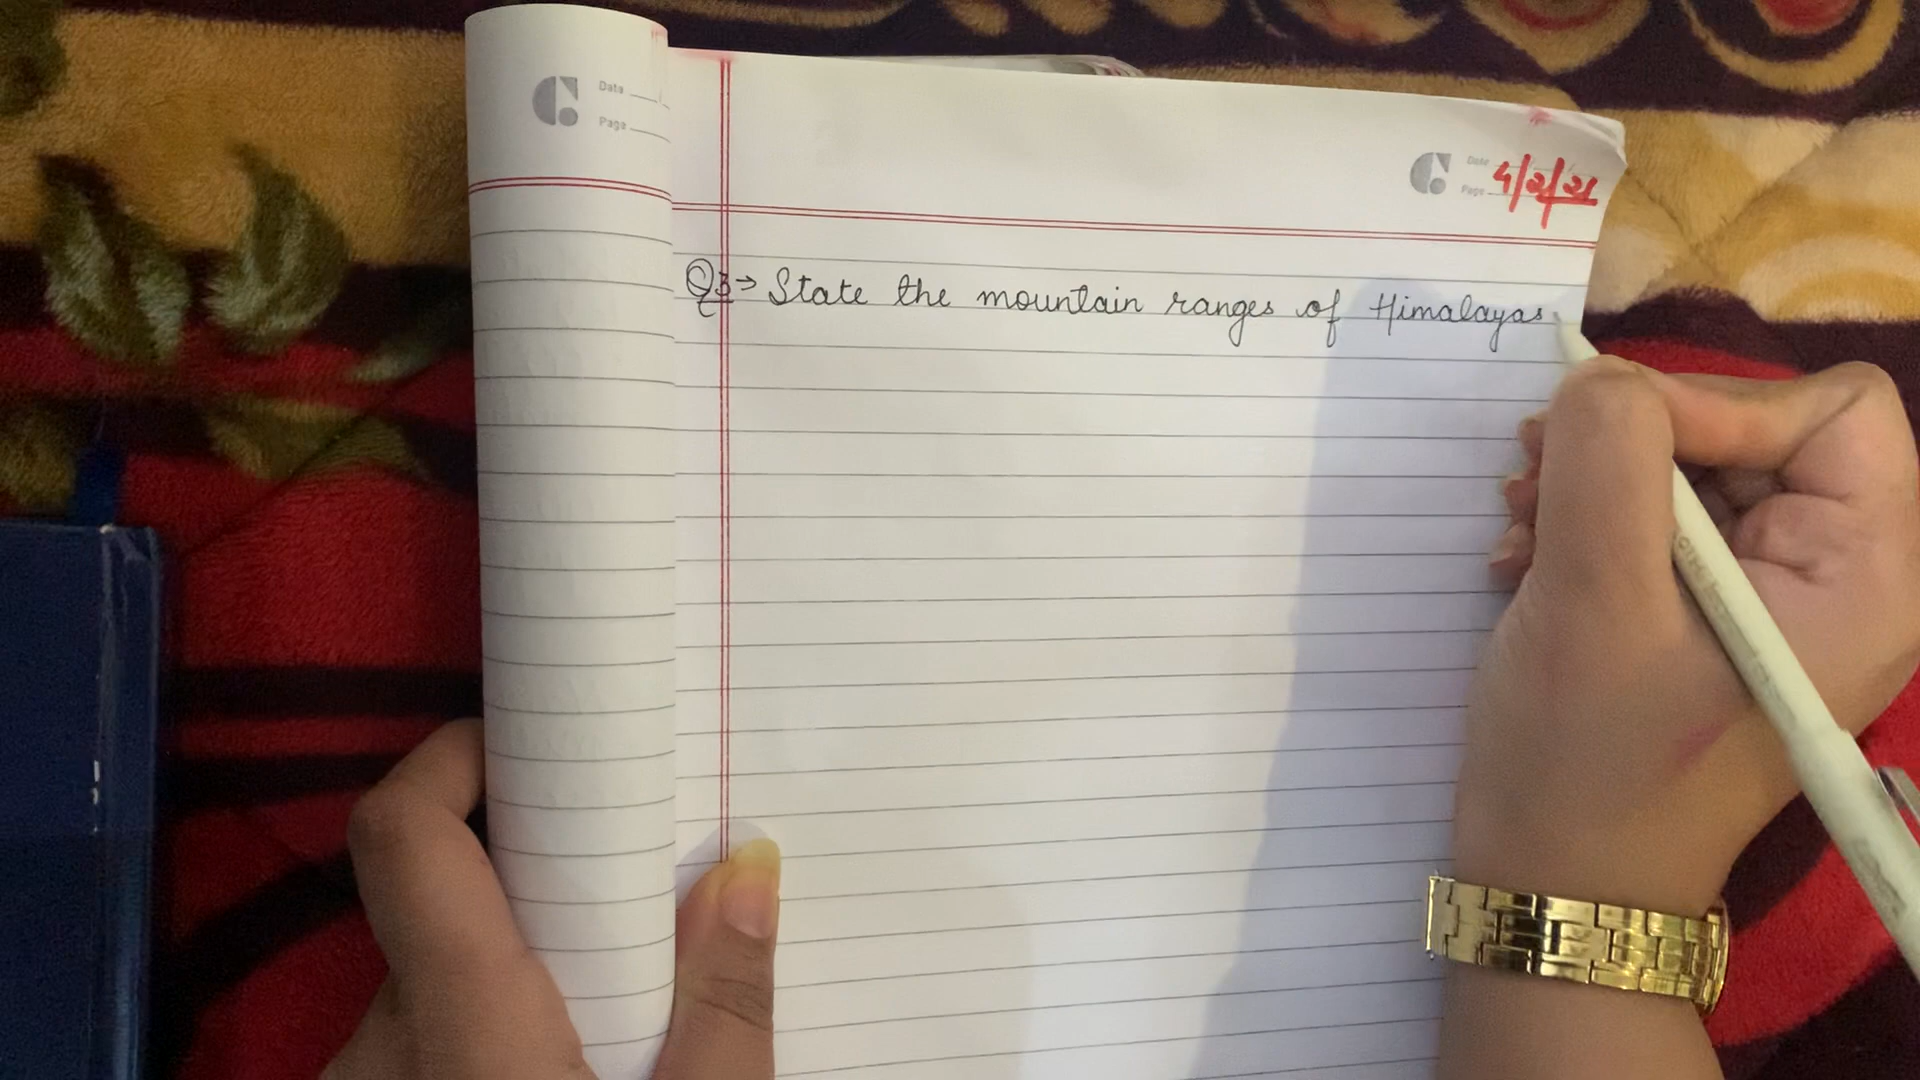 Date
Page
Date
Page 4/2/21
Q3→ State the mountain ranges of Himalayas